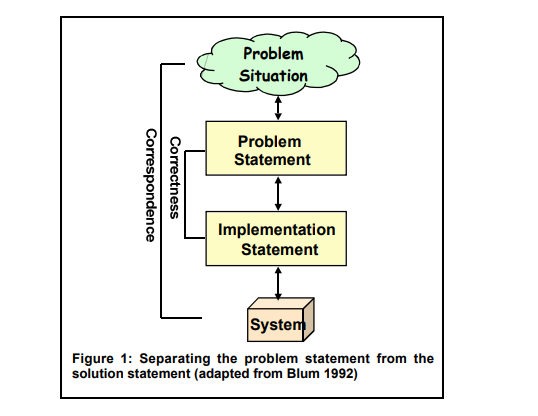 Problem
Situation
Correspondence
Correctness
Problem
Statement
Implementation
Statement
System
Figure 1: Separating the problem statement from the
solution statement (adapted from Blum 1992)